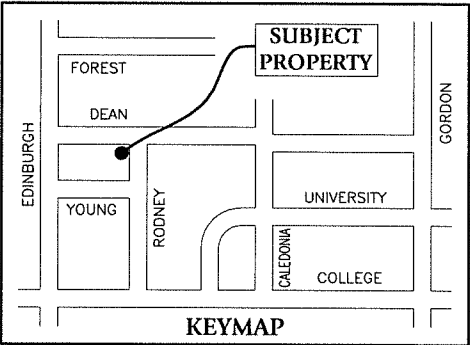 SUBJECT
PROPERTY
FOREST
DEAN
EDINBURGH
GORDON
YOUNG
RODNEY
UNIVERSITY
CALEDONIA
COLLEGE
KEYMAP